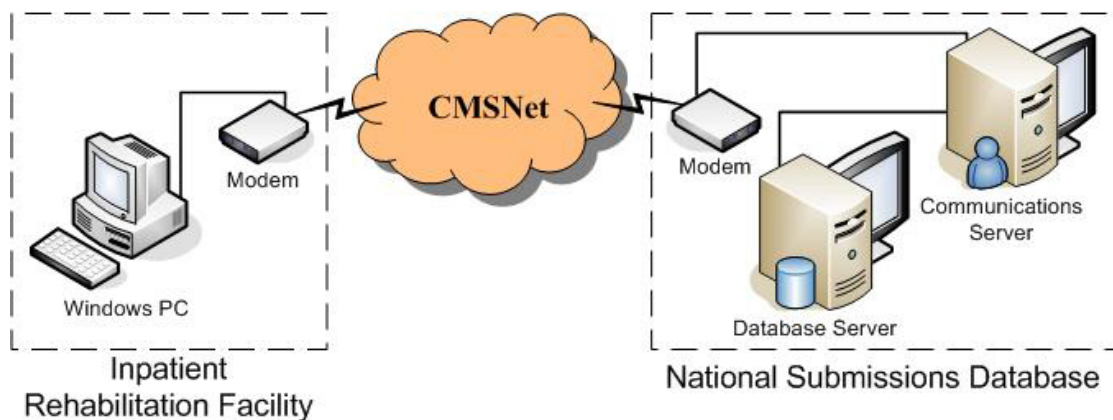 CMSNet
Modem
Windows PC
Inpatient
Rehabilitation Facility
Modem
Communications
Server
Database Server
National Submissions Database